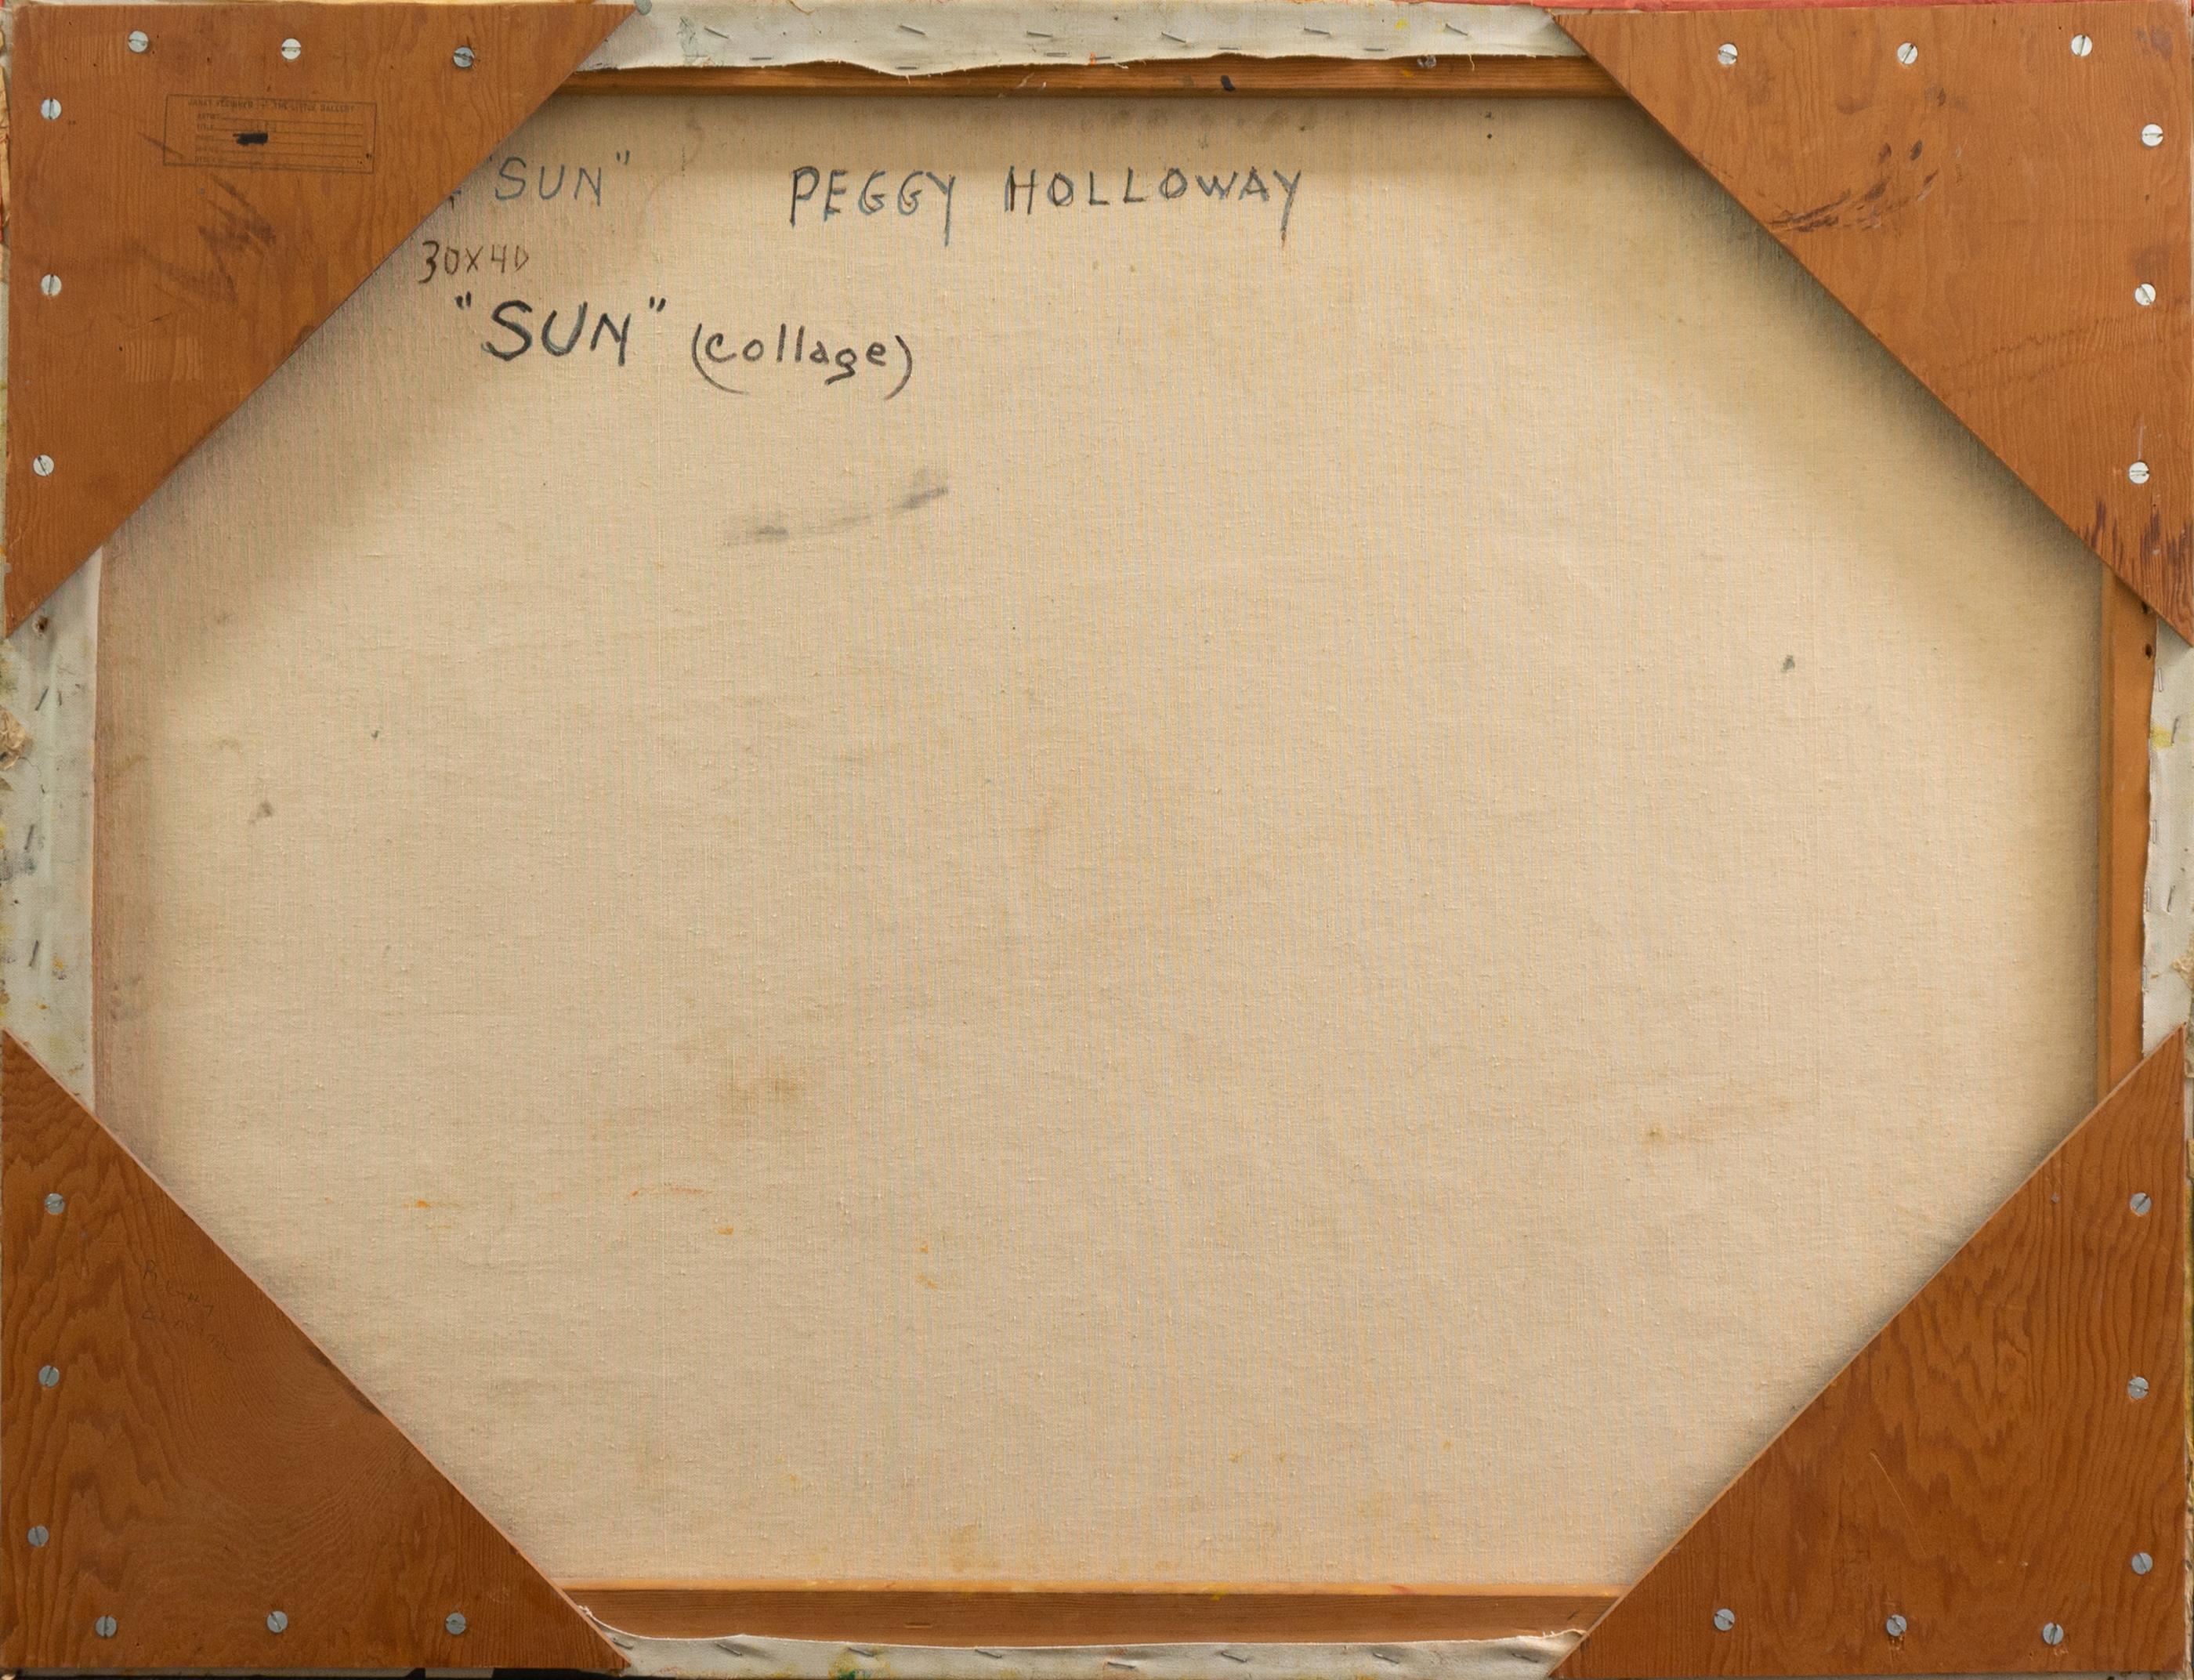 "SUN" PEGGY HOLLOWAY
30x40
"SUN" (collage)